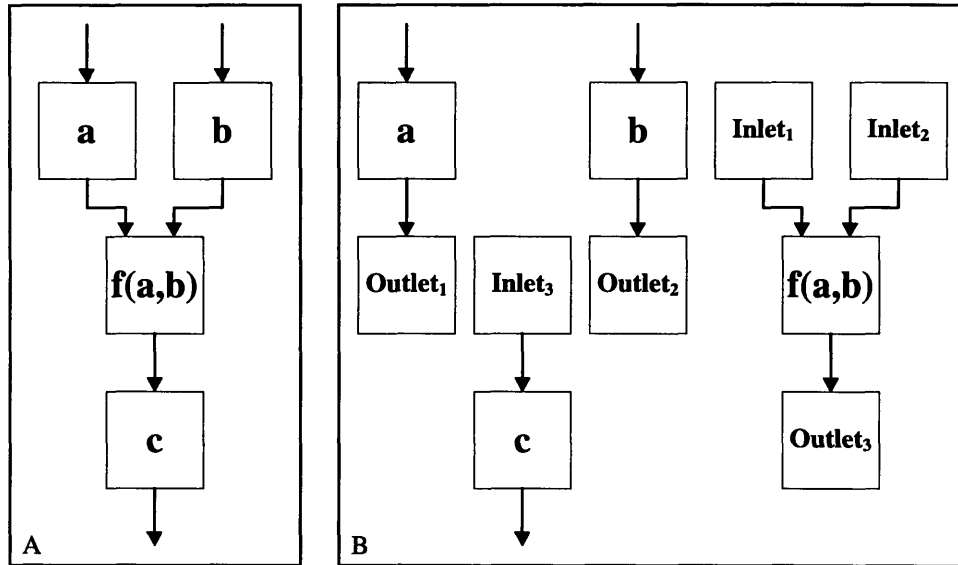 a b
f(a,b)
c
A
a b Inlet₁ Inlet₂
Outlet₁ Inlet₃ Outlet₂ f(a,b)
c Outlet₃
B